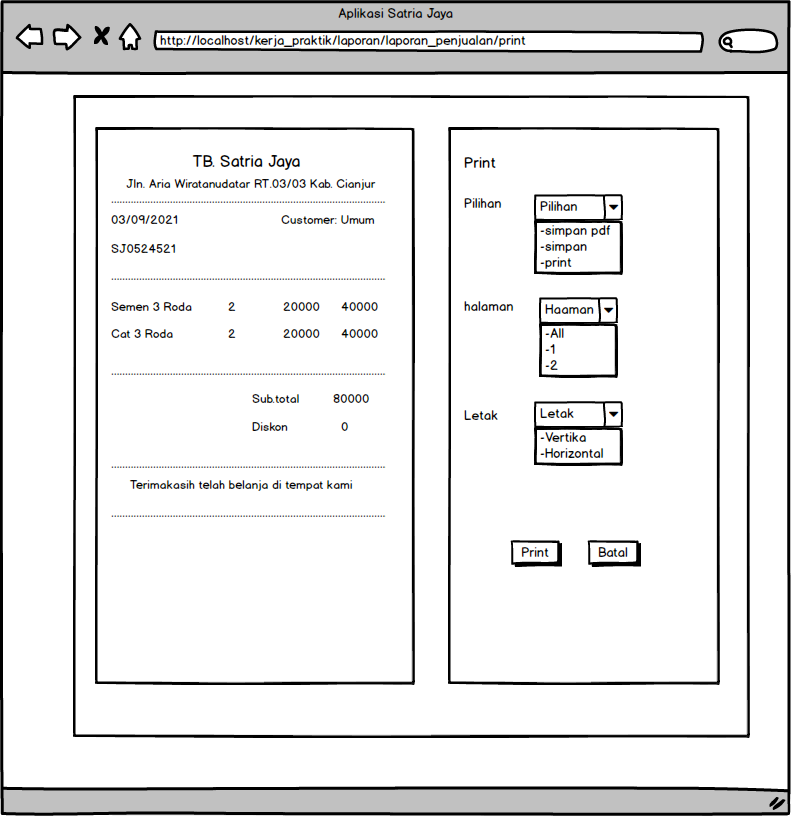 Aplikasi Satria Jaya
http://localhost/kerja_praktik/laporan/laporan_penjualan/print
TB. Satria Jaya
Jln. Aria Wiratanudatar RT.03/03 Kab. Cianjur
03/09/2021 Customer: Umum
SJ0524521
Semen 3 Roda 2 20000 40000
Cat 3 Roda 2 20000 40000
Sub.total 80000
Diskon 0
Terimakasih telah belanja di tempat kami
Print
Pilihan Pilihan
-simpan pdf
-simpan
-print
halaman Haaman
-All
-1
-2
Letak Letak
-Vertika
-Horizontal
Print Batal